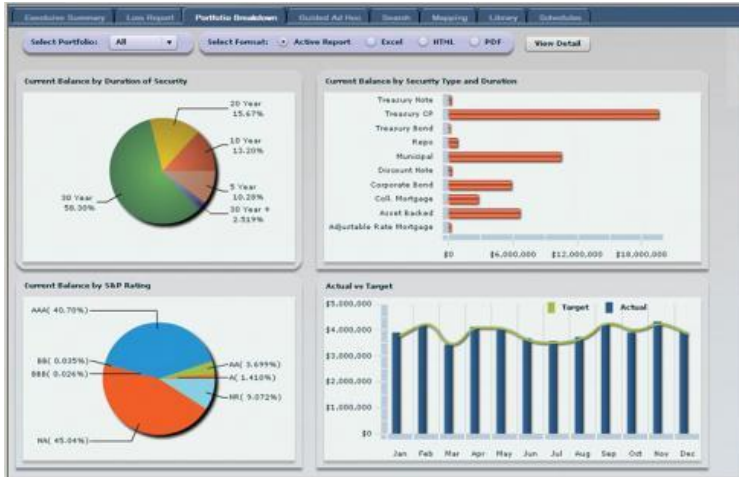 Executive Summary
Loss Report
Portfolio Breakdown
Guided Ad Hoc
Search
Mapping
Library
Schedules
Select Portfolio: All
Select Format: Active Report Excel HTML PDF
View Detail
Current Balance by Duration of Security
20 Year
15.67%
10 Year
13.20%
5 Year
10.28%
30 Year +
2.519%
30 Year
58.30%
Current Balance by Security Type and Duration
Treasury Note
Treasury CP
Treasury Bond
Repo
Municipal
Discount Note
Corporate Bond
Coll. Mortgage
Asset Backed
Adjustable Rate Mortgage
$0 $6,000,000 $12,000,000 $18,000,000
Current Balance by S&P Rating
AAA( 40.70%)
BB( 0.035%)
BBB( 0.026%)
AA( 3.699%)
A( 1.410%)
NR( 9.072%)
NA( 45.04%)
Actual vs Target
Target Actual
$5,000,000
$4,000,000
$3,000,000
$2,000,000
$1,000,000
$0
Jan Feb Mar Apr May Jun Jul Aug Sep Oct Nov Dec